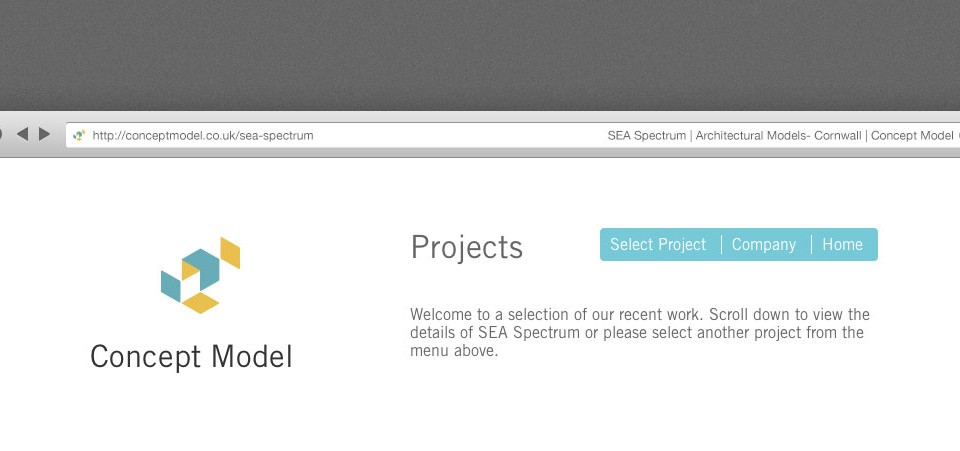 http://conceptmodel.co.uk/sea-spectrum
SEA Spectrum | Architectural Models- Cornwall | Concept Model
Projects
Select Project | Company | Home
Welcome to a selection of our recent work. Scroll down to view the
details of SEA Spectrum or please select another project from the
menu above.
Concept Model